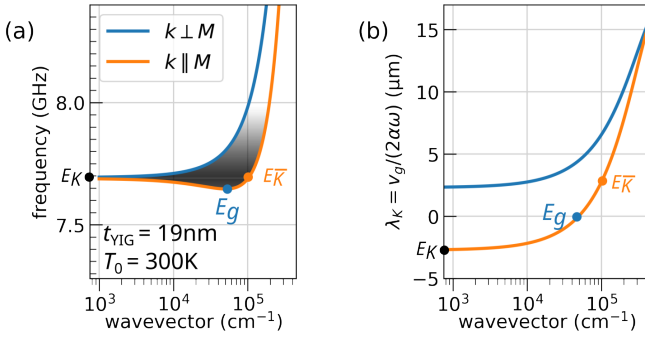 (a)
k ⊥ M
k ∥ M
frequency (GHz)
8.0
7.5
E_K
E_K̅
E_g
t_YIG = 19nm
T_0 = 300K
10^3
10^4
10^5
wavevector (cm^−1)
(b)
λ_K = v_g/(2αω) (μm)
15
10
5
0
−5
E_K̅
E_g
E_K
10^3
10^4
10^5
wavevector (cm^−1)